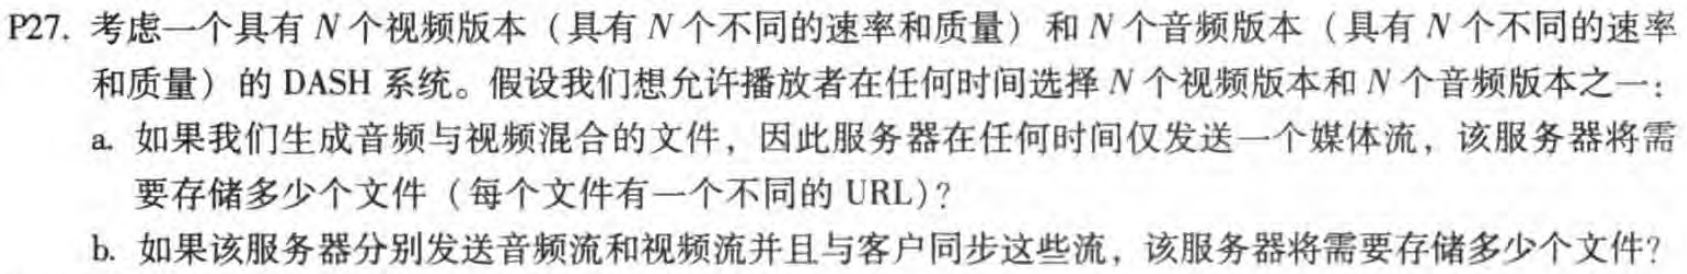 P27. 考虑一个具有 N 个视频版本（具有 N 个不同的速率和质量）和 N 个音频版本（具有 N 个不同的速率
和质量）的 DASH 系统。假设我们想允许播放者在任何时间选择 N 个视频版本和 N 个音频版本之一：
a. 如果我们生成音频与视频混合的文件，因此服务器在任何时间仅发送一个媒体流，该服务器将需
要存储多少个文件（每个文件有一个不同的 URL）？
b. 如果该服务器分别发送音频流和视频流并且与客户同步这些流，该服务器将需要存储多少个文件？